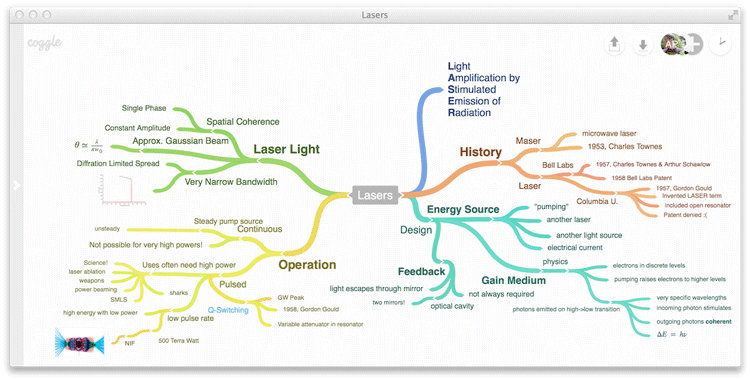 Lasers
coggle
Light
Amplification by
Stimulated
Emission of
Radiation
Single Phase
Spatial Coherence
Constant Amplitude
Approx. Gaussian Beam
θ ≃ λ / πw₀
Laser Light
Diffration Limited Spread
Very Narrow Bandwidth
History
Maser
microwave laser
1953, Charles Townes
Laser
Bell Labs
1957, Charles Townes & Arthur Schawlow
1958 Bell Labs Patent
Columbia U.
1957, Gordon Gould
Invented LASER term
included open resonator
Patent denied :(
Lasers
Steady pump source
unsteady
Continuous
Not possible for very high powers!
Operation
Science!
Uses often need high power
laser ablation
weapons
power beaming
SMLS
sharks
Pulsed
Q-Switching
GW Peak
1958, Gordon Gould
Variable attenuator in resonator
high energy with low power
low pulse rate
NIF
500 Terra Watt
Design
Energy Source
"pumping"
another laser
another light source
electrical current
Feedback
light escapes through mirror
two mirrors!
optical cavity
not always required
Gain Medium
physics
electrons in discrete levels
pumping raises electrons to higher levels
photons emitted on high->low transition
very specific wavelengths
incoming photon stimulates
outgoing photons coherent
ΔE = hν